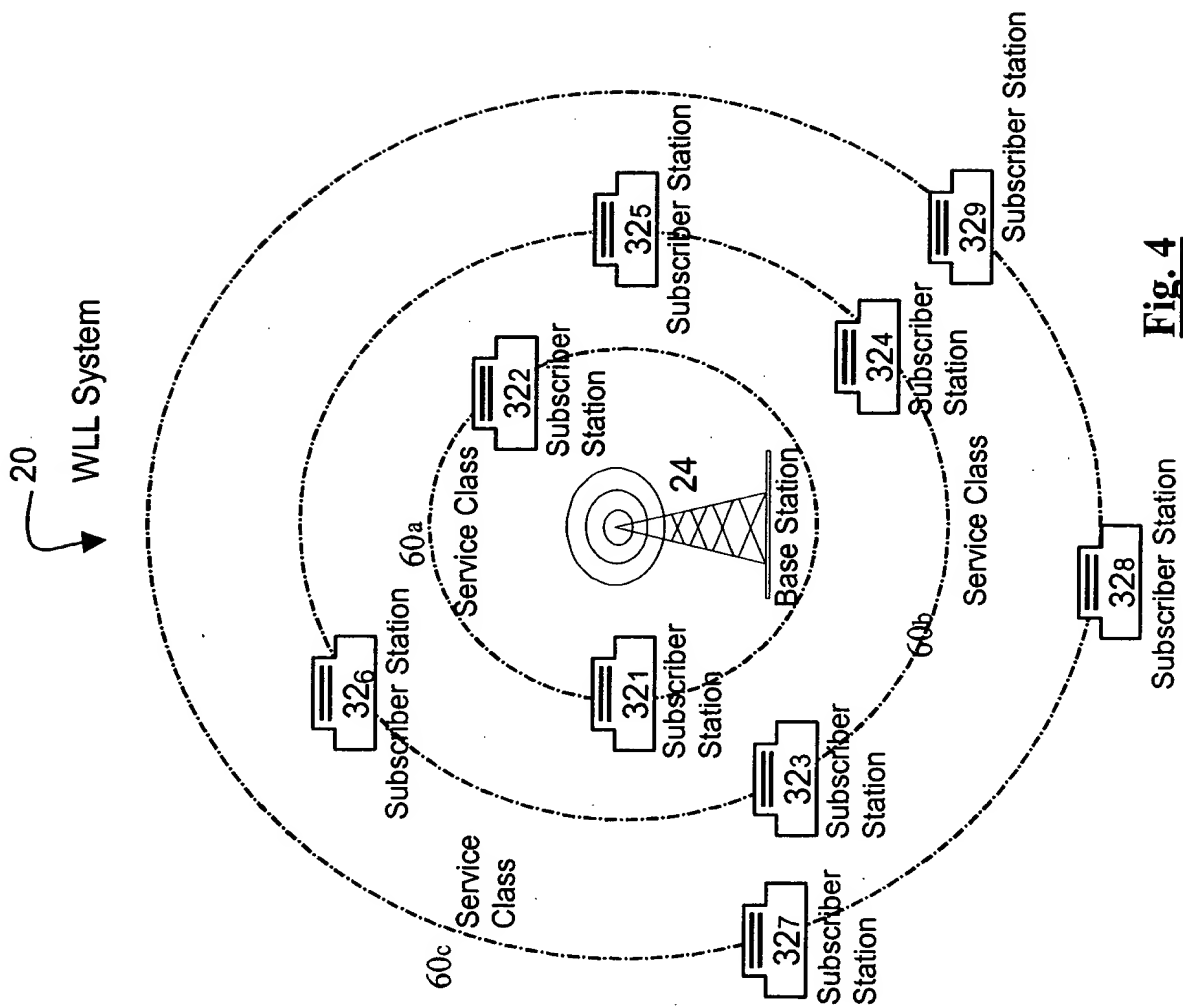 20
WLL System
60c
Service
Class
326
Subscriber Station
60a
Service Class
322
Subscriber
Station
325
Subscriber Station
24
Base Station
321
Subscriber
Station
327
Subscriber
Station
323
Subscriber
Station
60b
Service Class
324
Subscriber
Station
328
Subscriber Station
329
Subscriber Station
Fig. 4